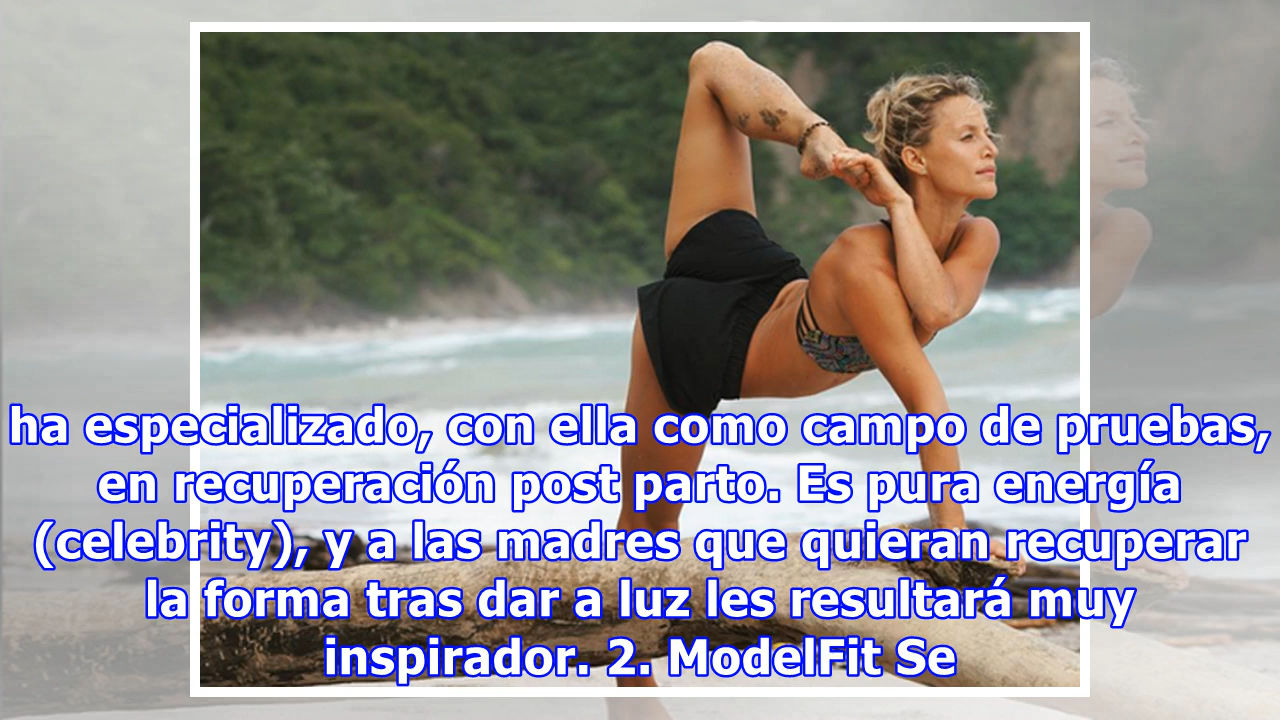 ha especializado, con ella como campo de pruebas,
en recuperación post parto. Es pura energía
(celebrity), y a las madres que quieran recuperar
la forma tras dar a luz les resultará muy
inspirador. 2. ModelFit Se